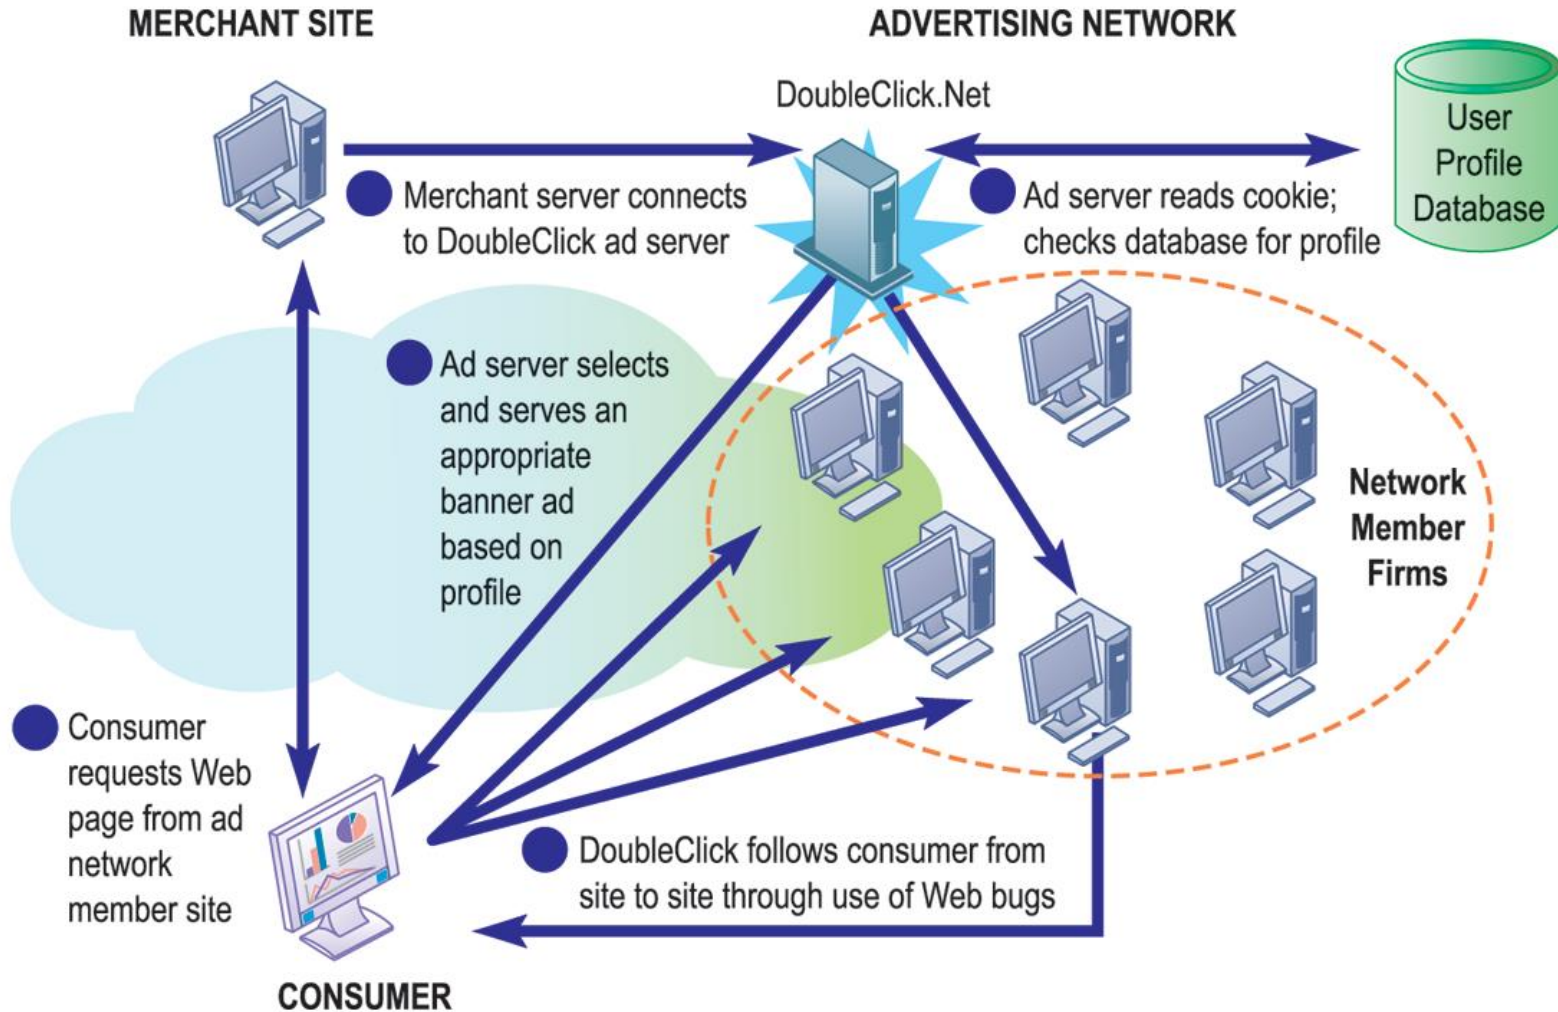 MERCHANT SITE
ADVERTISING NETWORK
DoubleClick.Net
User
Profile
Database
Merchant server connects
to DoubleClick ad server
Ad server reads cookie;
checks database for profile
Ad server selects
and serves an
appropriate
banner ad
based on
profile
Network
Member
Firms
Consumer
requests Web
page from ad
network
member site
DoubleClick follows consumer from
site to site through use of Web bugs
CONSUMER